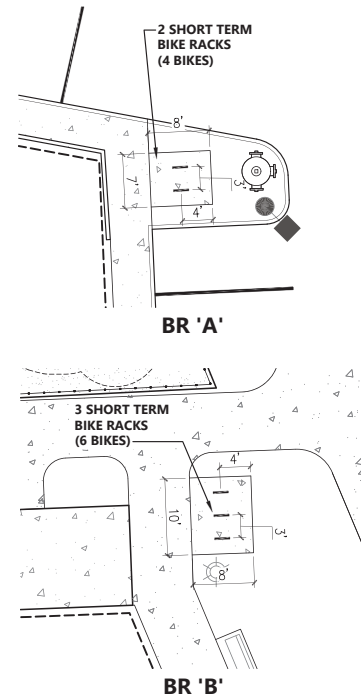 2 SHORT TERM
BIKE RACKS
(4 BIKES)
8'
7'
3'
4'
BR 'A'
3 SHORT TERM
BIKE RACKS
(6 BIKES)
4'
10'
3'
8'
BR 'B'